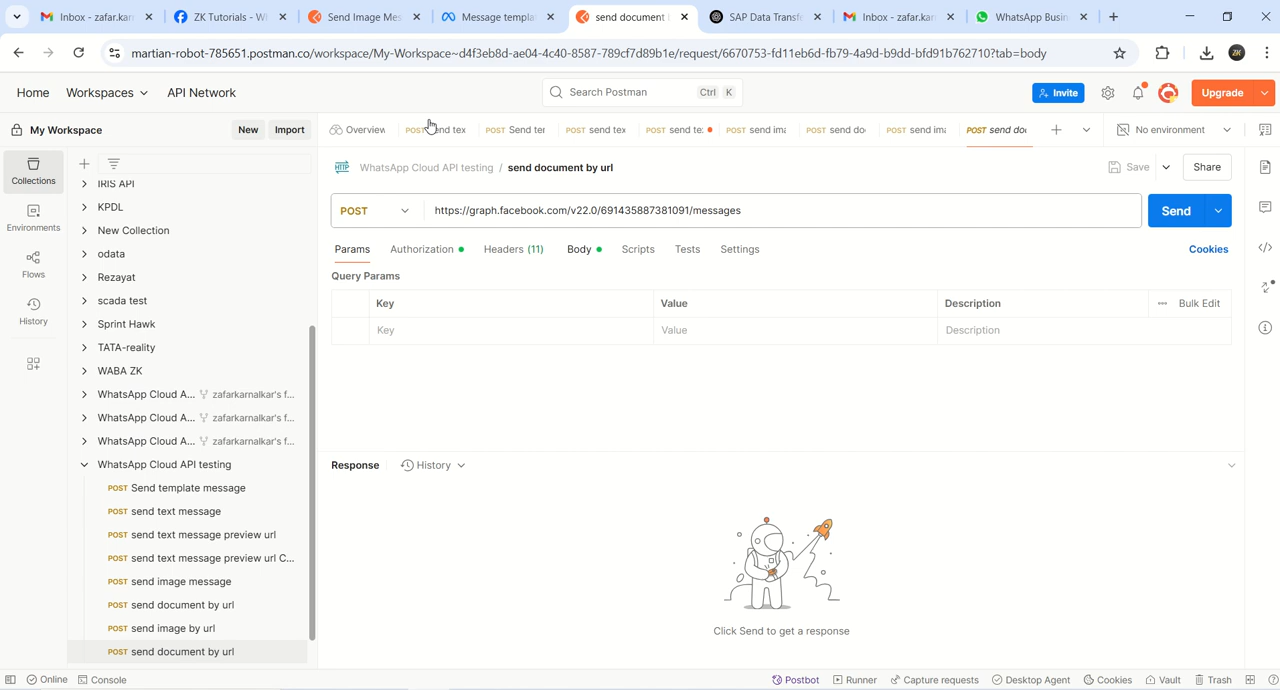 Inbox - zafar.kar
ZK Tutorials - Wh
Send Image Mes
Message templa
send document
SAP Data Transf
Inbox - zafar.kar
WhatsApp Busin
martian-robot-785651.postman.co/workspace/My-Workspace~d4f3eb8d-ae04-4c40-8587-789cf7d89b1e/request/6670753-fd11eb6d-fb79-4a9d-b9dd-bfd91b762710?tab=body
Home Workspaces API Network
Search Postman Ctrl K
Invite Upgrade
My Workspace New Import
Overview
POST end tex
POST Send ter
POST send tex
POST send te
POST send ima
POST send do
POST send ima
POST send doc
No environment
Collections
Environments
Flows
History
IRIS API
KPDL
New Collection
odata
Rezayat
scada test
Sprint Hawk
TATA-reality
WABA ZK
WhatsApp Cloud A... zafarkarnalkar's f...
WhatsApp Cloud A... zafarkarnalkar's f...
WhatsApp Cloud A... zafarkarnalkar's f...
WhatsApp Cloud API testing
POST Send template message
POST send text message
POST send text message preview url
POST send text message preview url C...
POST send image message
POST send document by url
POST send image by url
POST send document by url
HTTP WhatsApp Cloud API testing / send document by url
Save Share
POST https://graph.facebook.com/v22.0/691435887381091/messages
Send
Params Authorization Headers (11) Body Scripts Tests Settings Cookies
Query Params
Key Value Description Bulk Edit
Key Value Description
Response History
Click Send to get a response
Online Console
Postbot Runner Capture requests Desktop Agent Cookies Vault Trash